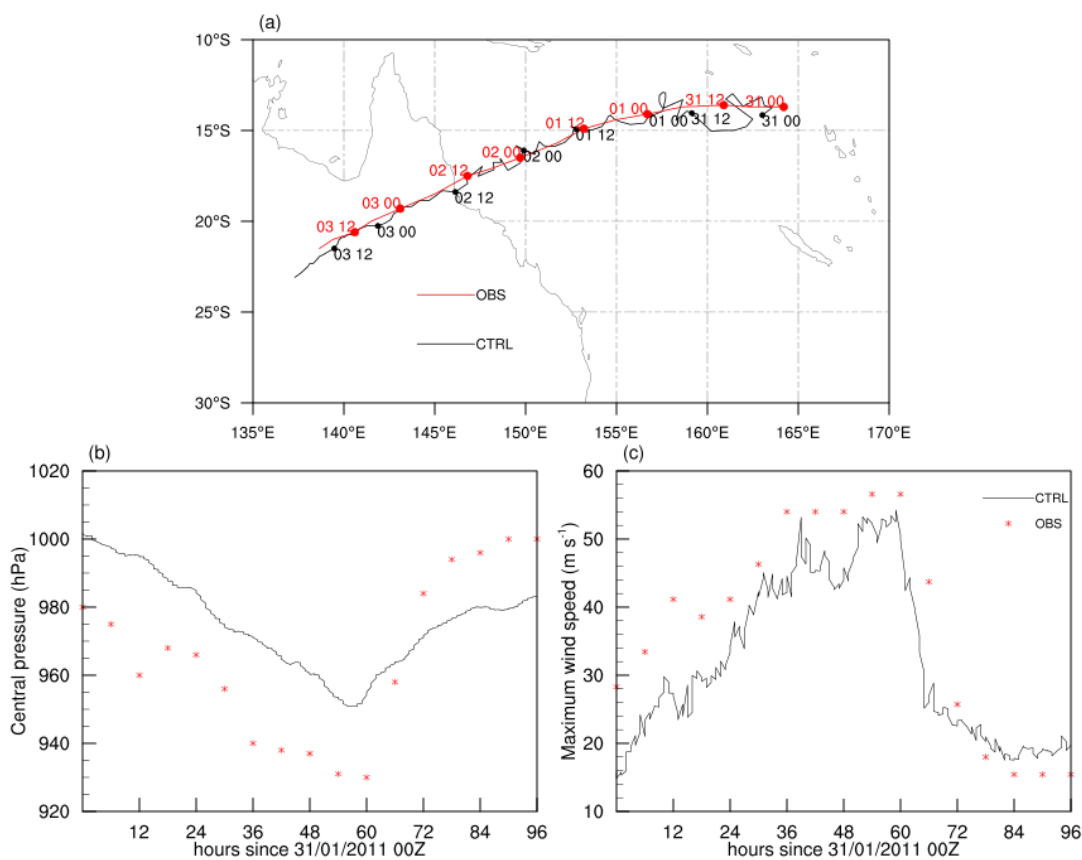 (a)
10°S
15°S
20°S
25°S
30°S
135°E 140°E 145°E 150°E 155°E 160°E 165°E 170°E
31 00
31 12
01 00
01 12
02 00
02 12
03 00
03 12
31 00
31 12
01 00
01 12
02 00
02 12
03 00
03 12
OBS
CTRL
(b)
1020
1000
980
960
940
920
Central pressure (hPa)
12 24 36 48 60 72 84 96
hours since 31/01/2011 00Z
(c)
60
50
40
30
20
10
Maximum wind speed (m s⁻¹)
CTRL
OBS
12 24 36 48 60 72 84 96
hours since 31/01/2011 00Z